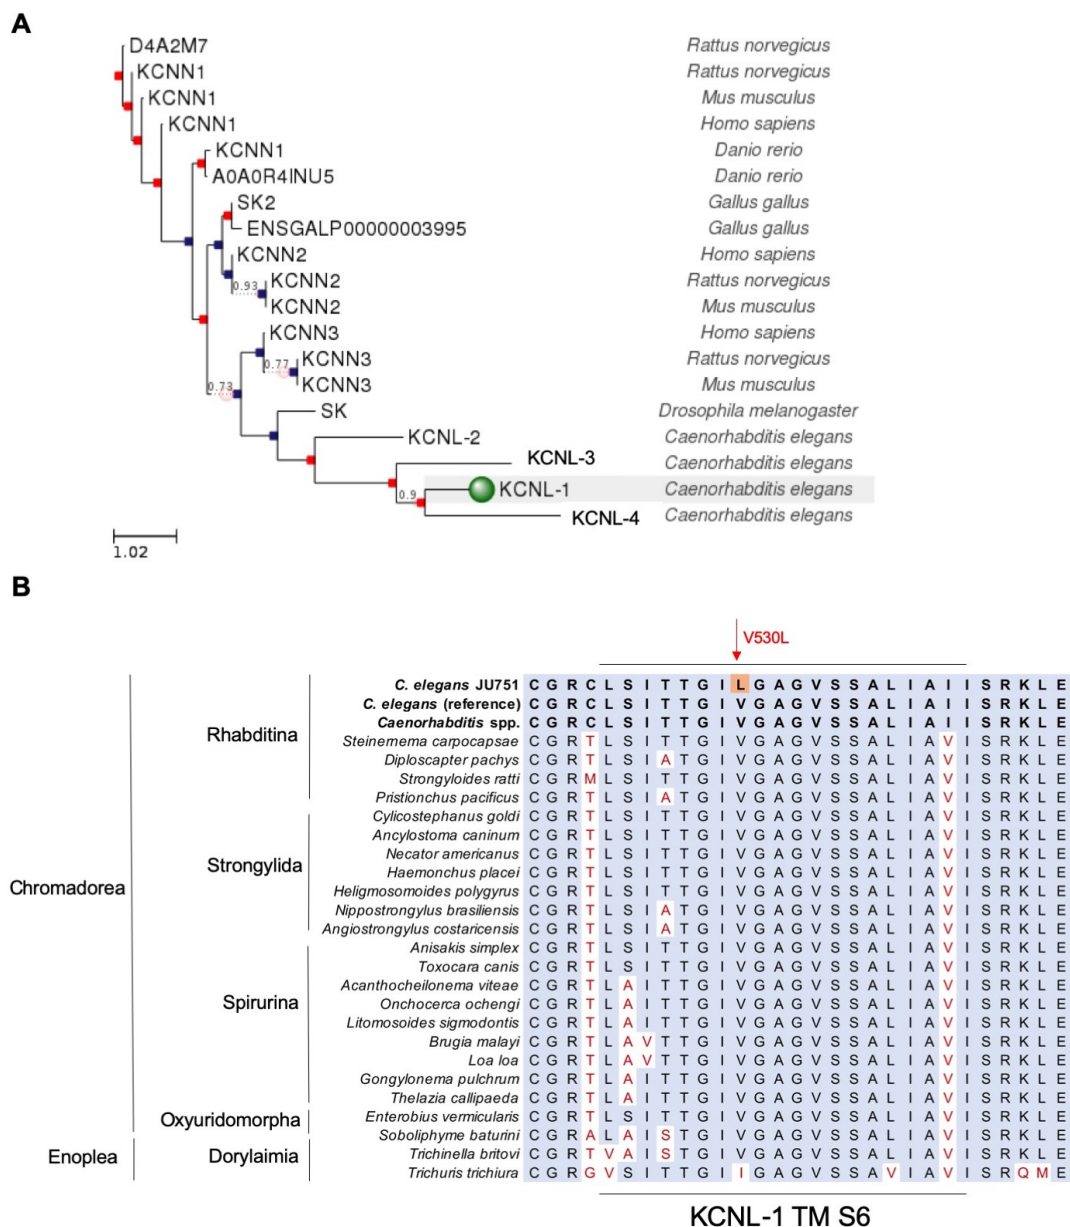 A
D4A2M7 Rattus norvegicus
KCNN1 Rattus norvegicus
KCNN1 Mus musculus
KCNN1 Homo sapiens
KCNN1 Danio rerio
A0A0R4INU5 Danio rerio
SK2 Gallus gallus
ENSGALP00000003995 Gallus gallus
KCNN2 Homo sapiens
0.93 KCNN2 Rattus norvegicus
KCNN2 Mus musculus
KCNN3 Homo sapiens
0.77 KCNN3 Rattus norvegicus
0.73 KCNN3 Mus musculus
SK Drosophila melanogaster
KCNL-2 Caenorhabditis elegans
KCNL-3 Caenorhabditis elegans
0.9 KCNL-1 Caenorhabditis elegans
KCNL-4 Caenorhabditis elegans
1.02
B
V530L
C. elegans JU751 C G R C L S I T T G I L G A G V S S A L I A I I S R K L E
C. elegans (reference) C G R C L S I T T G I V G A G V S S A L I A I I S R K L E
Caenorhabditis spp. C G R C L S I T T G I V G A G V S S A L I A I I S R K L E
Rhabditina
Steinernema carpocapsae C G R T L S I T T G I V G A G V S S A L I A V I S R K L E
Diploscapter pachys C G R T L S I A T G I V G A G V S S A L I A V I S R K L E
Strongyloides ratti C G R M L S I T T G I V G A G V S S A L I A V I S R K L E
Pristionchus pacificus C G R T L S I A T G I V G A G V S S A L I A V I S R K L E
Cylicostephanus goldi C G R T L S I T T G I V G A G V S S A L I A V I S R K L E
Ancylostoma caninum C G R T L S I T T G I V G A G V S S A L I A V I S R K L E
Necator americanus C G R T L S I T T G I V G A G V S S A L I A V I S R K L E
Strongylida
Haemonchus placei C G R T L S I T T G I V G A G V S S A L I A V I S R K L E
Chromadorea
Heligmosomoides polygyrus C G R T L S I T T G I V G A G V S S A L I A V I S R K L E
Nippostrongylus brasiliensis C G R T L S I A T G I V G A G V S S A L I A V I S R K L E
Angiostrongylus costaricensis C G R T L S I A T G I V G A G V S S A L I A V I S R K L E
Anisakis simplex C G R T L S I T T G I V G A G V S S A L I A V I S R K L E
Toxocara canis C G R T L S I T T G I V G A G V S S A L I A V I S R K L E
Acanthocheilonema viteae C G R T L A I T T G I V G A G V S S A L I A V I S R K L E
Spirurina
Onchocerca ochengi C G R T L A I T T G I V G A G V S S A L I A V I S R K L E
Litomosoides sigmodontis C G R T L A I T T G I V G A G V S S A L I A V I S R K L E
Brugia malayi C G R T L A V T T G I V G A G V S S A L I A V I S R K L E
Loa loa C G R T L A V T T G I V G A G V S S A L I A V I S R K L E
Gongylonema pulchrum C G R T L A I T T G I V G A G V S S A L I A V I S R K L E
Thelazia callipaeda C G R T L A I T T G I V G A G V S S A L I A V I S R K L E
Oxyuridomorpha Enterobius vermicularis C G R T L S I T T G I V G A G V S S A L I A V I S R K L E
Soboliphyme baturini C G R A L A I S T G I V G A G V S S A L I A V I S R K L E
Enoplea Dorylaimia Trichinella britovi C G R T V A I S T G I V G A G V S S A L I A V I S R K L E
Trichuris trichiura C G R G V S I T T G I I G A G V S S A V I A V I S R Q M E
KCNL-1 TM S6